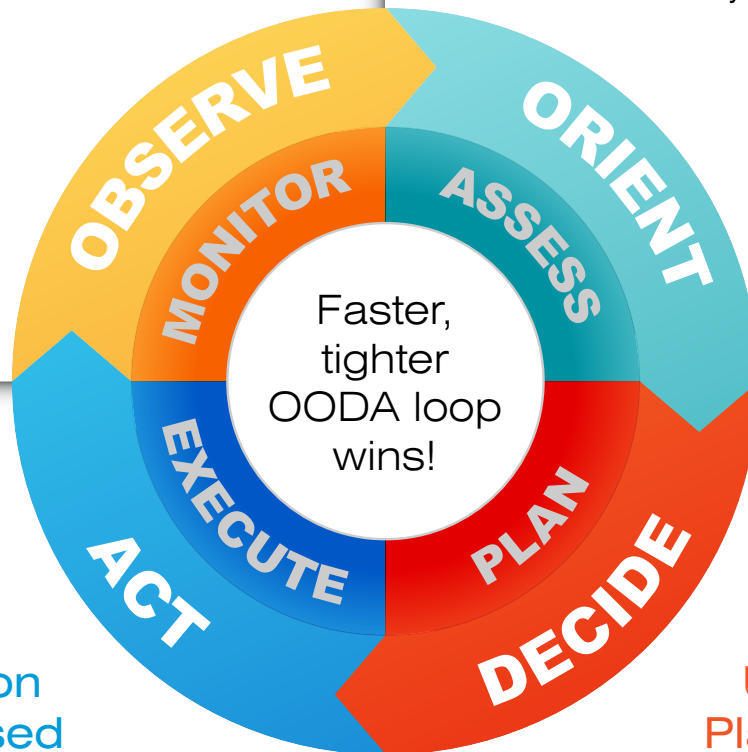 OBSERVE
ORIENT
MONITOR
ASSESS
Faster,
tighter
OODA loop
wins!
EXECUTE
PLAN
ACT
DECIDE